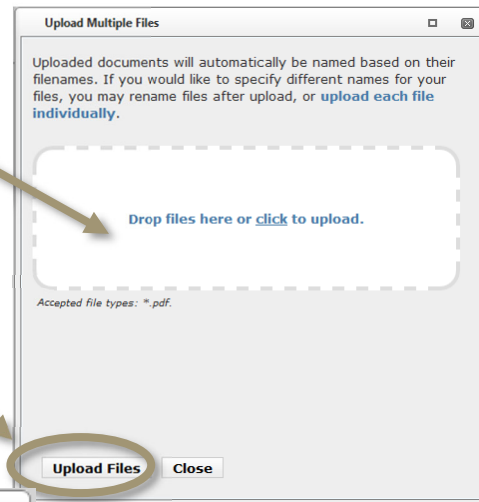 Upload Multiple Files
Uploaded documents will automatically be named based on their
filenames. If you would like to specify different names for your
files, you may rename files after upload, or upload each file
individually.
Drop files here or click to upload.
Accepted file types: *.pdf.
Upload Files Close